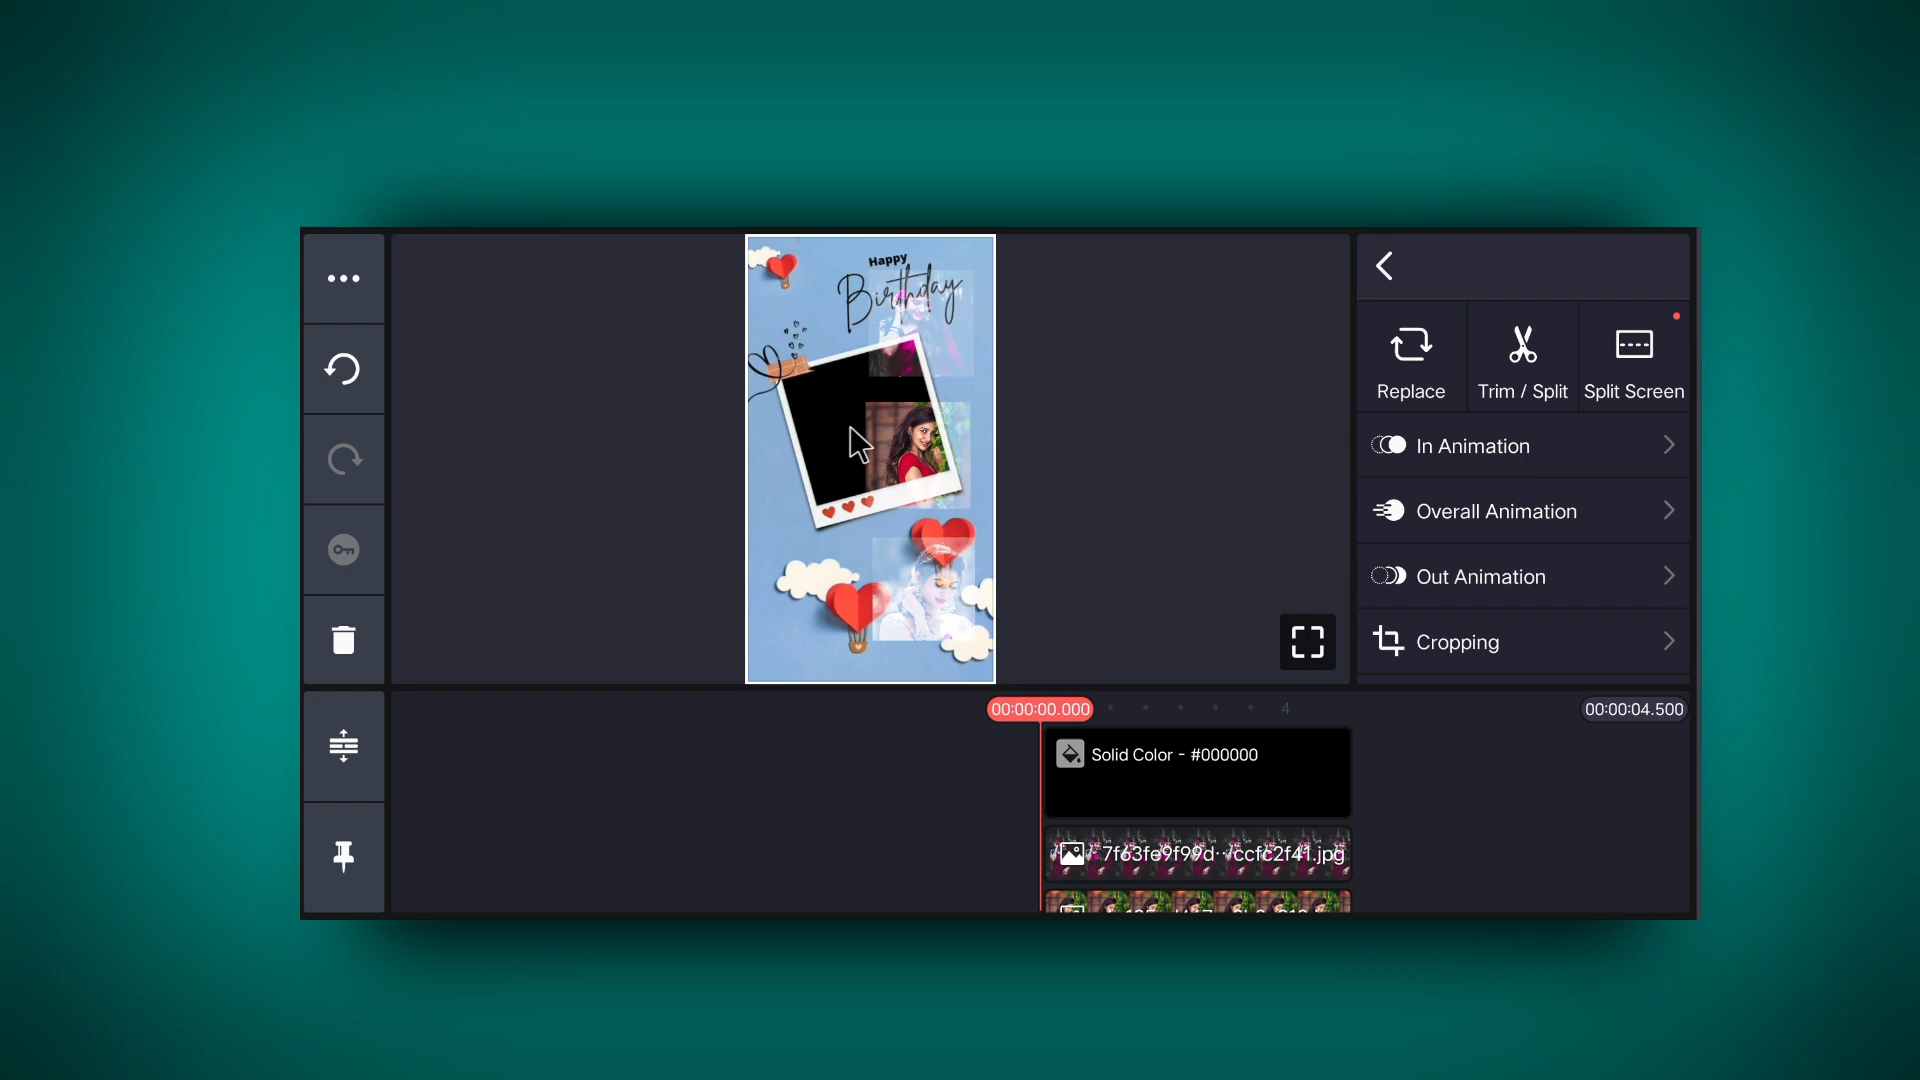 Happy
Birthday
Replace
Trim / Split
Split Screen
In Animation
Overall Animation
Out Animation
Cropping
00:00:00.000
4
00:00:04.500
Solid Color - #000000
7f63fe9f99d··/ccfc2f41.jpg